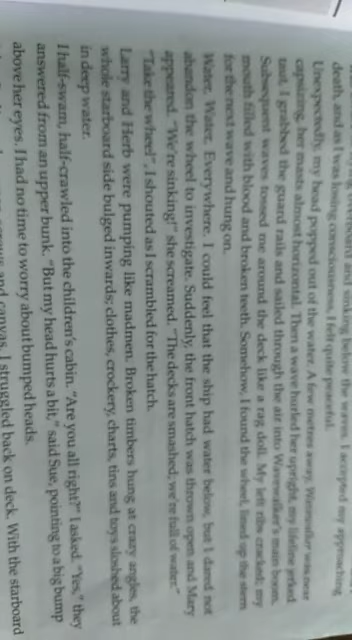 overboard and sinking below the waves. I accepted my approaching
death, and as I was losing consciousness, I felt quite peaceful.
Unexpectedly, my head popped out of the water. A few metres away, Wavewalker was near
capsizing, her masts almost horizontal. Then a wave hurled her upright, my lifeline jerked
taut, I grabbed the guard rails and sailed through the air into Wavewalker's main boom.
Subsequent waves tossed me around the deck like a rag doll. My left ribs cracked; my
mouth filled with blood and broken teeth. Somehow, I found the wheel, lined up the stern
for the next wave and hung on.
Water, Water, Everywhere. I could feel that the ship had water below, but I dared not
abandon the wheel to investigate. Suddenly, the front hatch was thrown open and Mary
appeared. "We're sinking!" she screamed. "The decks are smashed; we're full of water."
"Take the wheel", I shouted as I scrambled for the hatch.
Larry and Herb were pumping like madmen. Broken timbers hung at crazy angles, the
whole starboard side bulged inwards; clothes, crockery, charts, tins and toys sloshed about
in deep water.
I half-swam, half-crawled into the children's cabin. "Are you all right?" I asked. "Yes," they
answered from an upper bunk. "But my head hurts a bit," said Sue, pointing to a big bump
above her eyes. I had no time to worry about bumped heads.
and canvas, I struggled back on deck. With the starboard